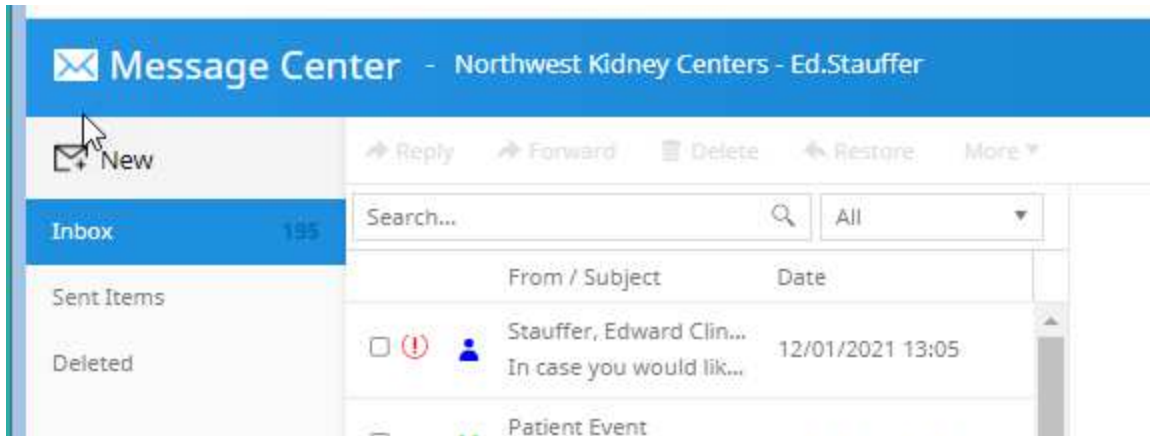 Message Center - Northwest Kidney Centers - Ed.Stauffer
New
Reply Forward Delete Restore More
Inbox 195
Search... All
From / Subject Date
Sent Items
Stauffer, Edward Clin...
12/01/2021 13:05
In case you would lik...
Deleted
Patient Event